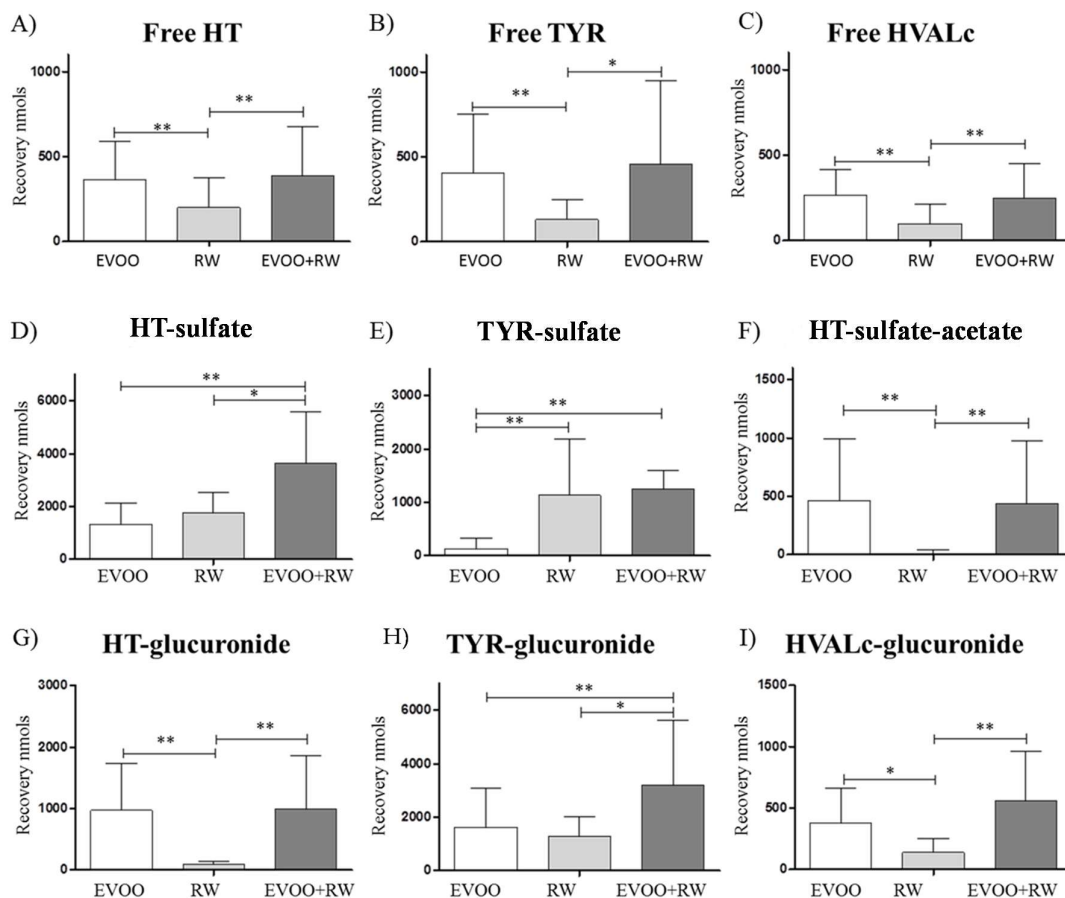 A)
Free HT
Recovery nmols
1000
500
0
**
**
EVOO RW EVOO+RW
B)
Free TYR
Recovery nmols
1000
500
0
**
*
EVOO RW EVOO+RW
C)
Free HVALc
Recovery nmols
1000
500
0
**
**
EVOO RW EVOO+RW
D)
HT-sulfate
Recovery nmols
6000
4000
2000
0
**
*
EVOO RW EVOO+RW
E)
TYR-sulfate
Recovery nmols
3000
2000
1000
0
**
**
EVOO RW EVOO+RW
F)
HT-sulfate-acetate
Recovery nmols
1500
1000
500
0
**
**
EVOO RW EVOO+RW
G)
HT-glucuronide
Recovery nmols
3000
2000
1000
0
**
**
EVOO RW EVOO+RW
H)
TYR-glucuronide
Recovery nmols
6000
4000
2000
0
**
*
EVOO RW EVOO+RW
I)
HVALc-glucuronide
Recovery nmols
1500
1000
500
0
*
**
EVOO RW EVOO+RW